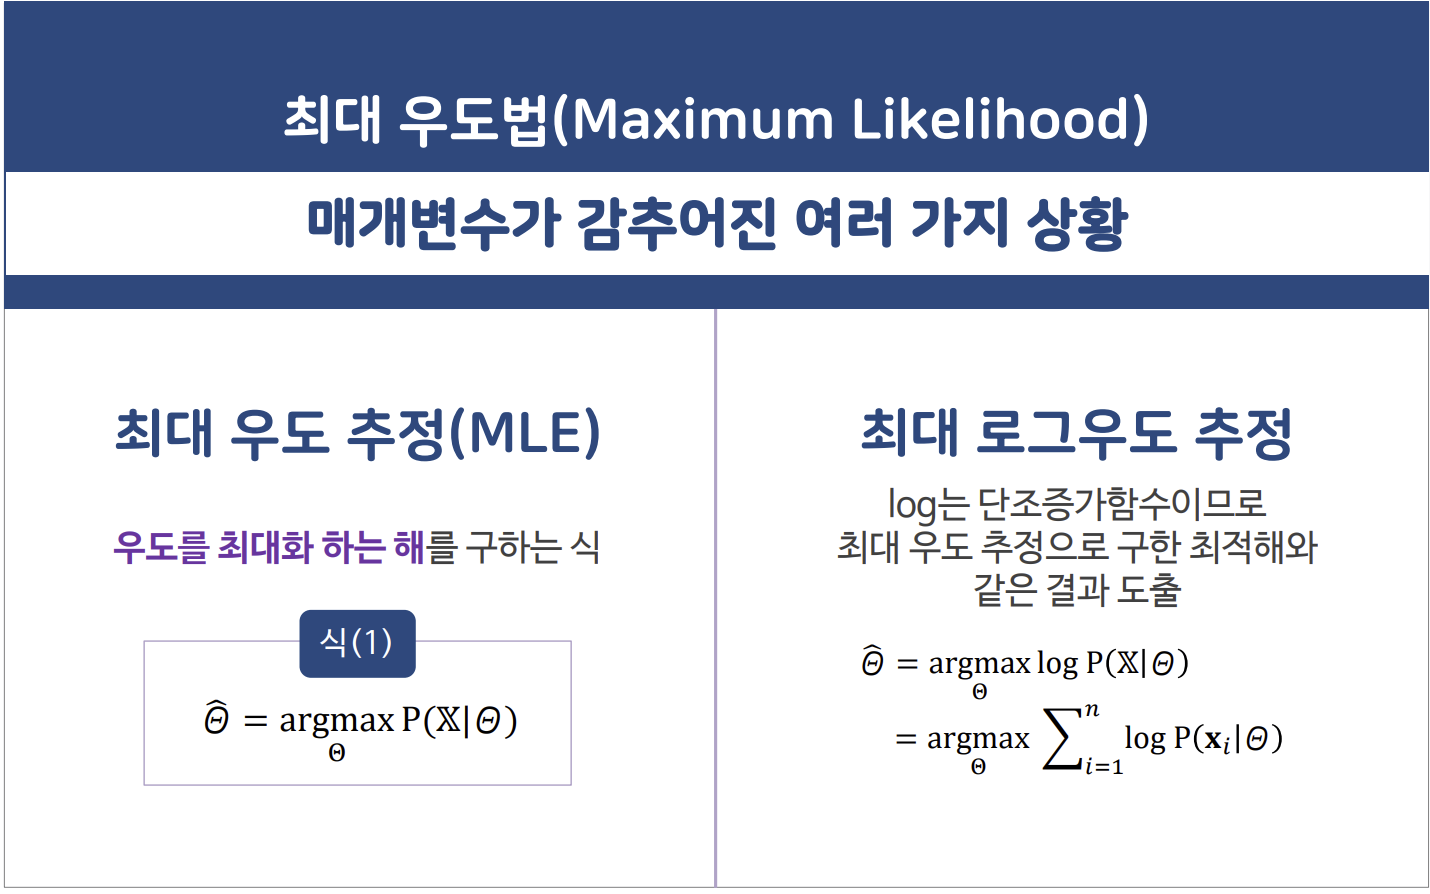 최대 우도법(Maximum Likelihood)
매개변수가 감추어진 여러 가지 상황
최대 우도 추정(MLE)
우도를 최대화 하는 해를 구하는 식
식(1)
Θ̂ = argmax P(𝕏|Θ)
Θ
최대 로그우도 추정
log는 단조증가함수이므로
최대 우도 추정으로 구한 최적해와
같은 결과 도출
Θ̂ = argmax log P(𝕏|Θ)
Θ
= argmax ∑ⁿᵢ₌₁ log P(𝐱ᵢ|Θ)
Θ